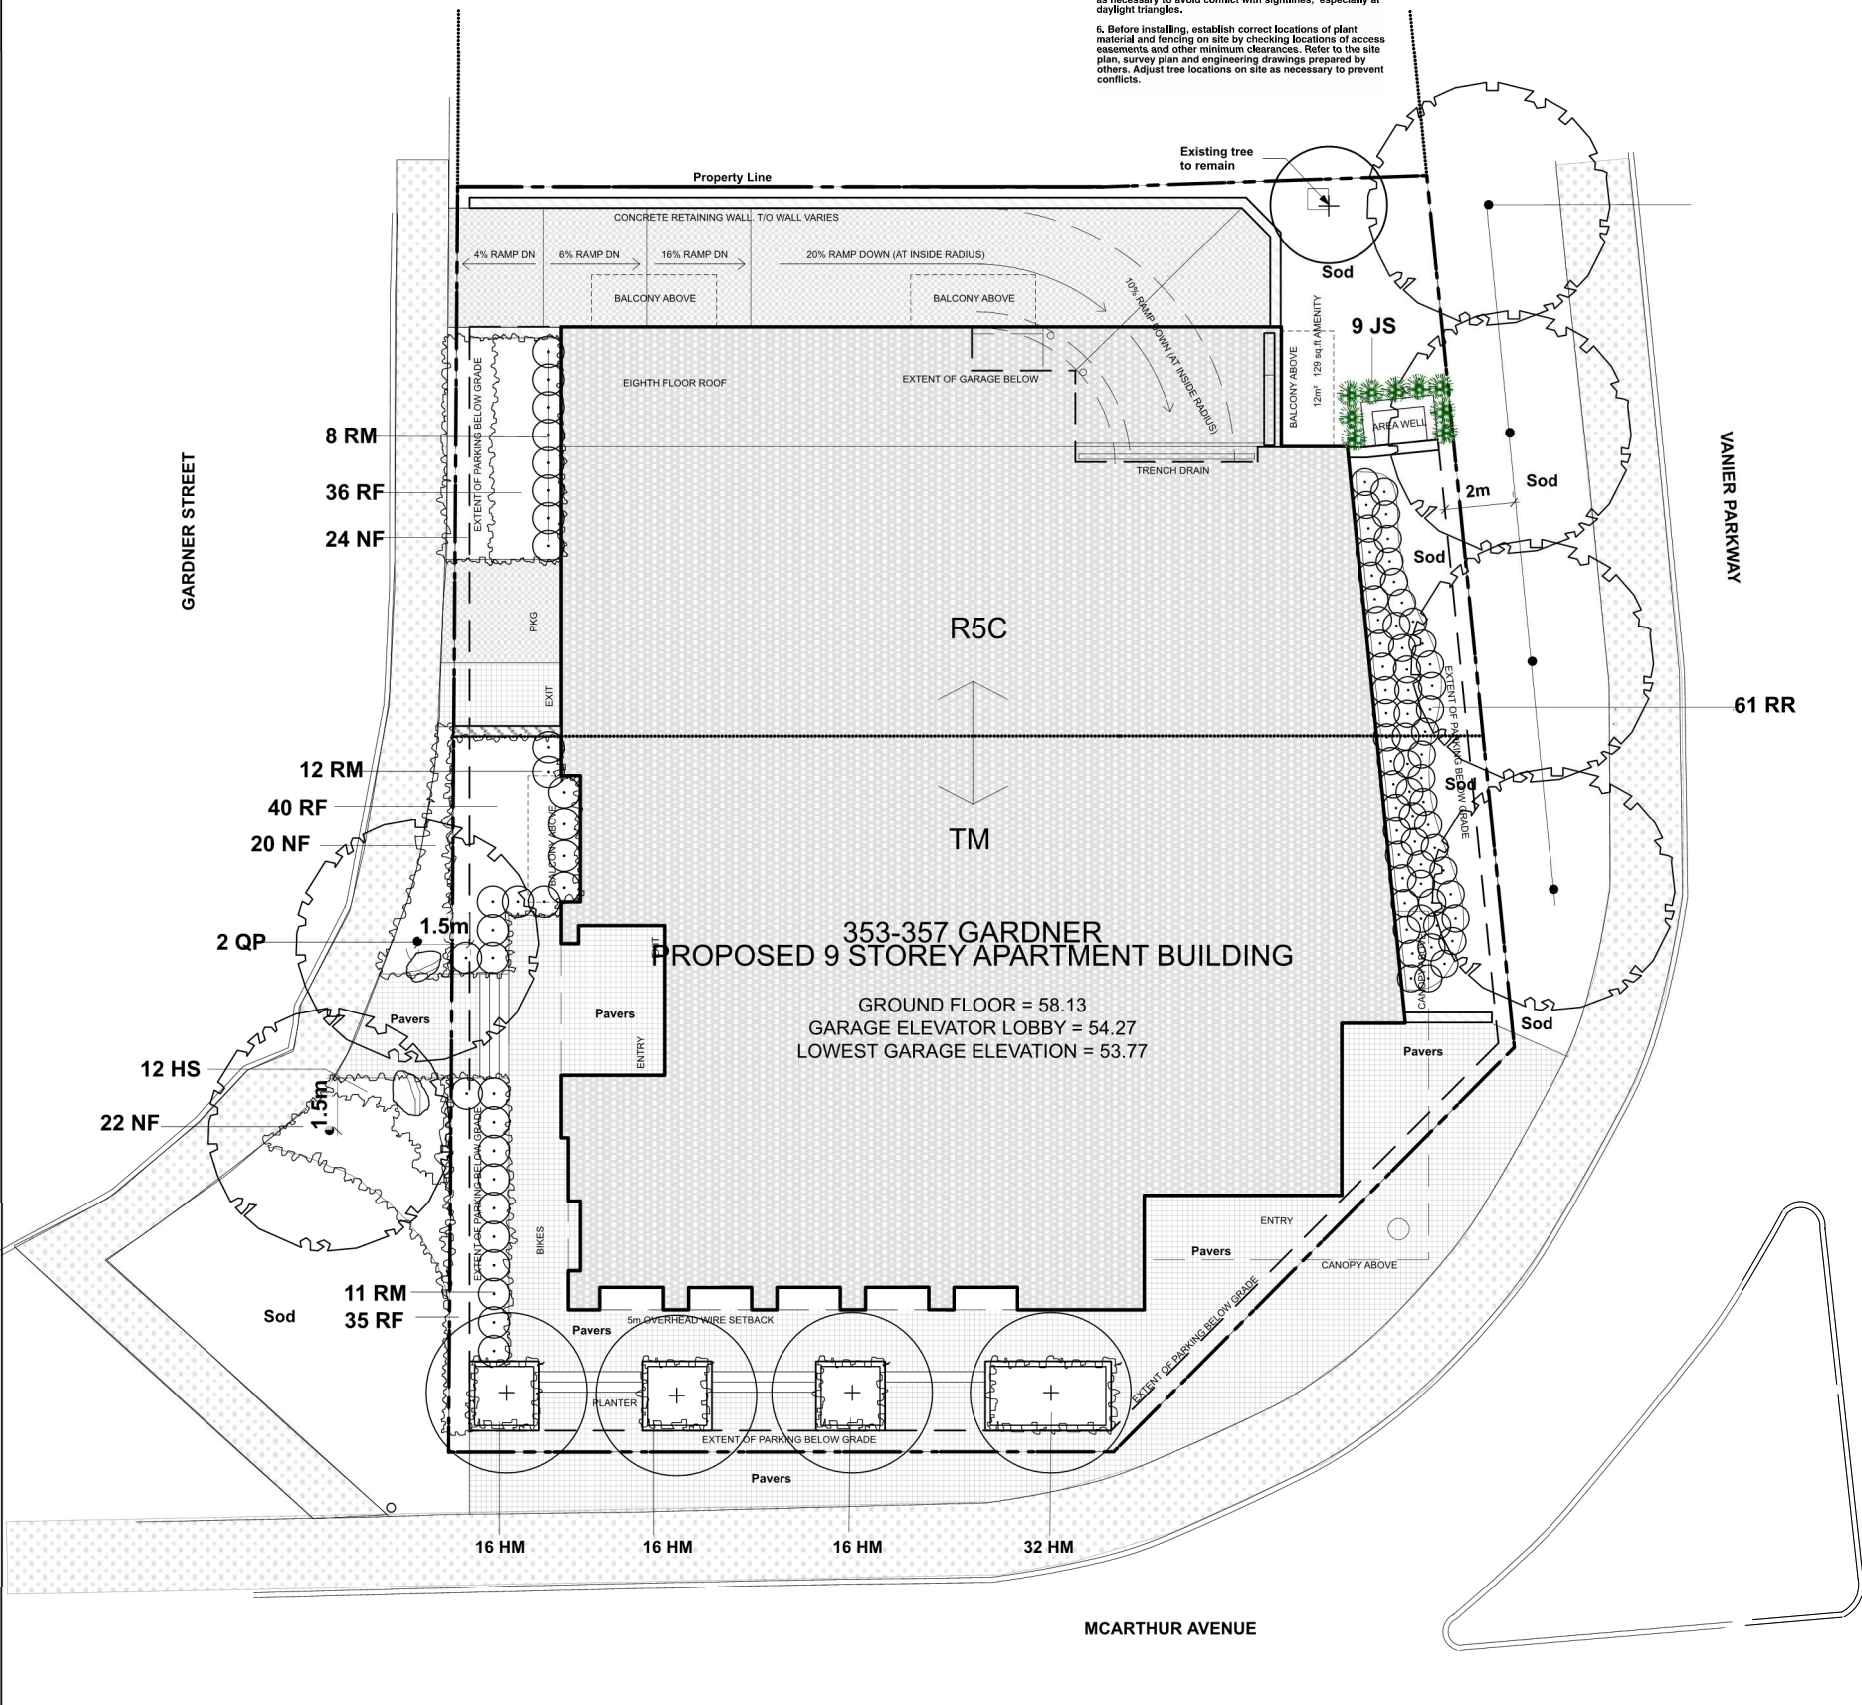 as necessary to avoid conflict with sightlines, especially at
daylight triangles.
6. Before installing, establish correct locations of plant
material and fencing on site by checking locations of access
easements and other minimum clearances. Refer to the site
plan, survey plan and engineering drawings prepared by
others. Adjust tree locations on site as necessary to prevent
conflicts.
Existing tree
to remain
Property Line
CONCRETE RETAINING WALL. T/O WALL VARIES
4% RAMP DN
6% RAMP DN
16% RAMP DN
20% RAMP DOWN (AT INSIDE RADIUS)
10% RAMP DOWN (AT INSIDE RADIUS)
Sod
BALCONY ABOVE
BALCONY ABOVE
BALCONY ABOVE
12m² 129 sq.ft AMENITY
9 JS
EXTENT OF PARKING BELOW GRADE
EIGHTH FLOOR ROOF
EXTENT OF GARAGE BELOW
AREA WELL
8 RM
TRENCH DRAIN
GARDNER STREET
VANIER PARKWAY
36 RF
2m
Sod
24 NF
Sod
PKG
R5C
EXIT
EXTENT OF PARKING BELOW GRADE
61 RR
12 RM
Sod
40 RF
BALCONY ABOVE
20 NF
TM
1.5m
2 QP
EXIT
353-357 GARDNER
PROPOSED 9 STOREY APARTMENT BUILDING
CANOPY ABOVE
GROUND FLOOR = 58.13
GARAGE ELEVATOR LOBBY = 54.27
LOWEST GARAGE ELEVATION = 53.77
Pavers
Pavers
ENTRY
Sod
Pavers
12 HS
1.5m
22 NF
EXTENT OF PARKING BELOW GRADE
BIKES
ENTRY
Pavers
CANOPY ABOVE
11 RM
Sod
35 RF
5m OVERHEAD WIRE SETBACK
Pavers
EXTENT OF PARKING BELOW GRADE
PLANTER
EXTENT OF PARKING BELOW GRADE
Pavers
16 HM
16 HM
16 HM
32 HM
MCARTHUR AVENUE